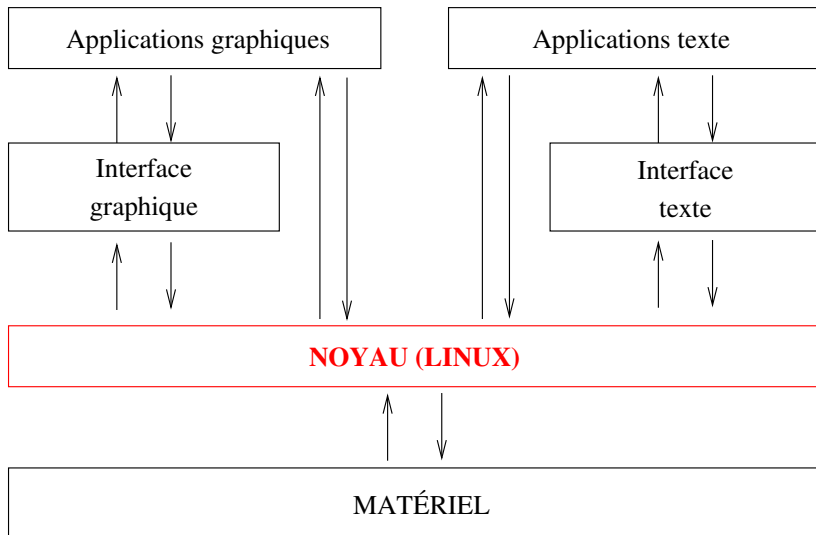 Applications graphiques
Applications texte
Interface
graphique
Interface
texte
NOYAU (LINUX)
MATÉRIEL